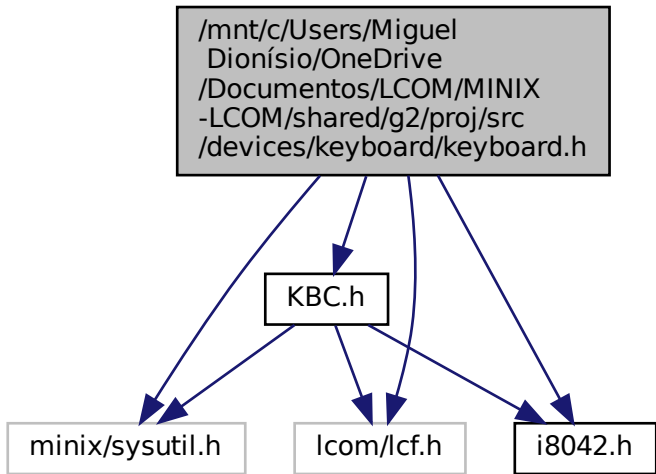 /mnt/c/Users/Miguel
Dionísio/OneDrive
/Documentos/LCOM/MINIX
-LCOM/shared/g2/proj/src
/devices/keyboard/keyboard.h
KBC.h
minix/sysutil.h
lcom/lcf.h
i8042.h